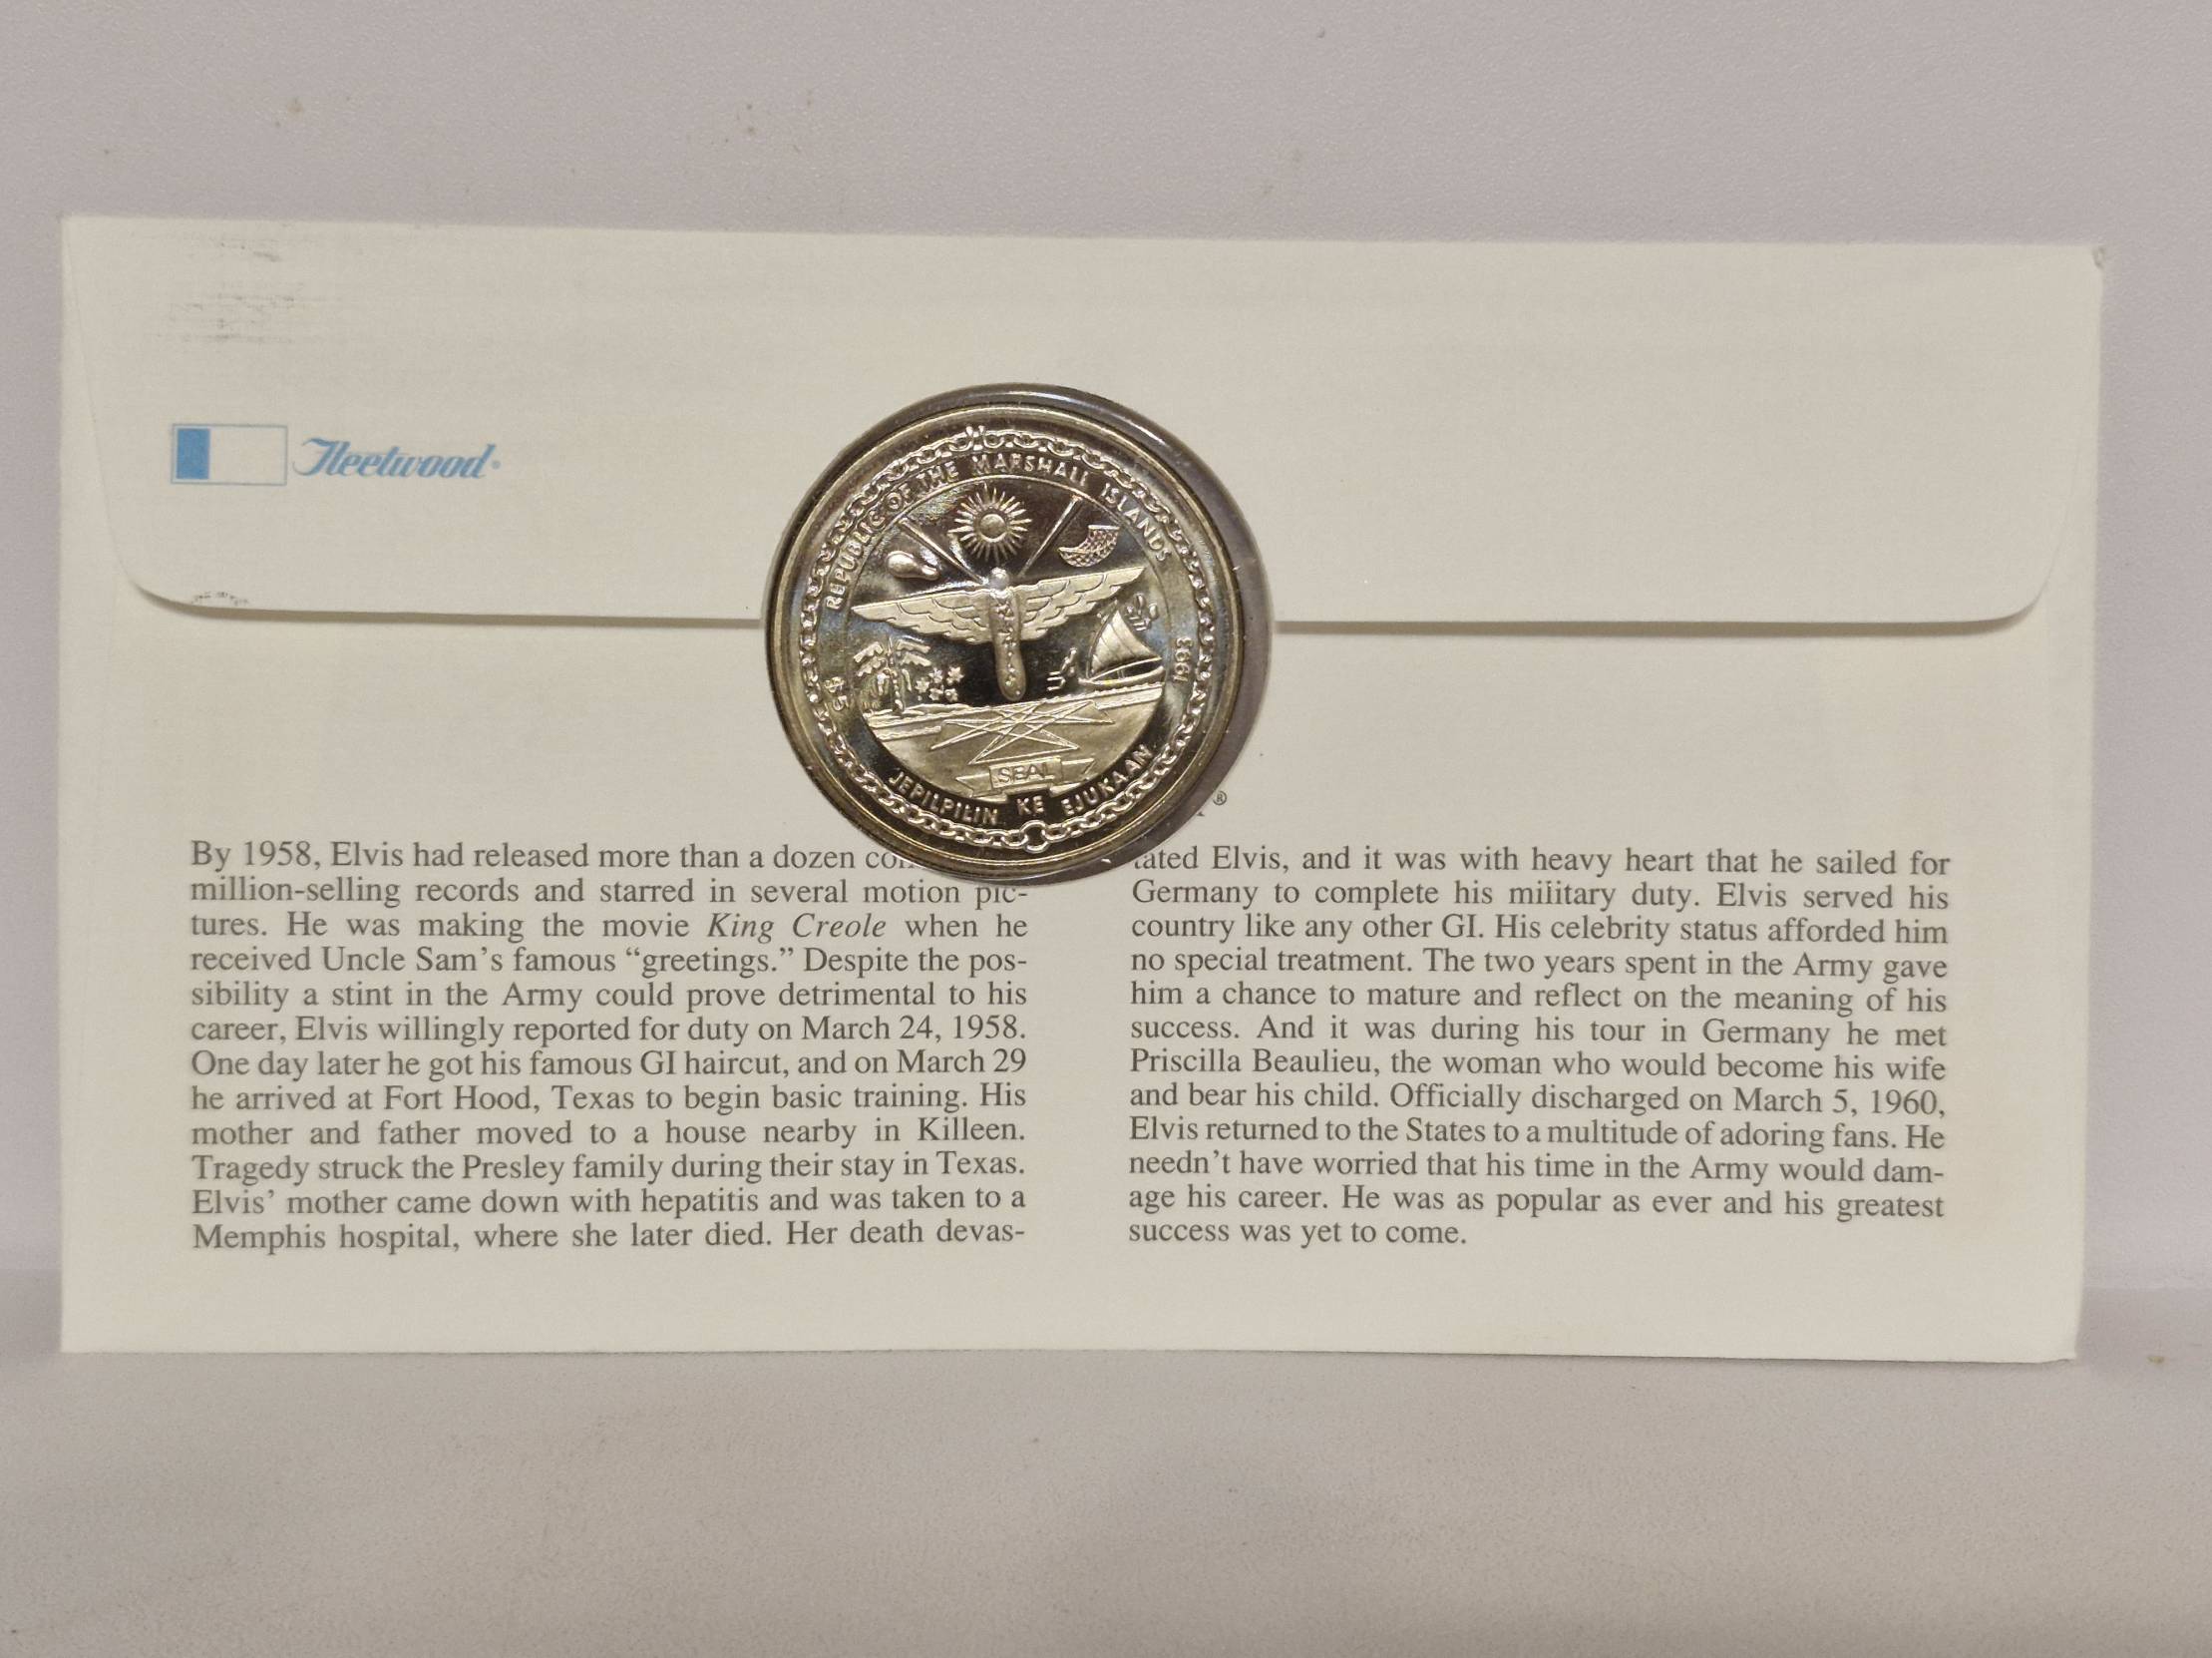 Fleetwood®
REPUBLIC OF THE MARSHALL ISLANDS
$5
1993
SEAL
JEPILPILIN KE EJUKAAN
®
By 1958, Elvis had released more than a dozen
million-selling records and starred in several motion pic-
tures. He was making the movie King Creole when he
received Uncle Sam's famous “greetings.” Despite the pos-
sibility a stint in the Army could prove detrimental to his
career, Elvis willingly reported for duty on March 24, 1958.
One day later he got his famous GI haircut, and on March 29
he arrived at Fort Hood, Texas to begin basic training. His
mother and father moved to a house nearby in Killeen.
Tragedy struck the Presley family during their stay in Texas.
Elvis’ mother came down with hepatitis and was taken to a
Memphis hospital, where she later died. Her death devas-
tated Elvis, and it was with heavy heart that he sailed for
Germany to complete his military duty. Elvis served his
country like any other GI. His celebrity status afforded him
no special treatment. The two years spent in the Army gave
him a chance to mature and reflect on the meaning of his
success. And it was during his tour in Germany he met
Priscilla Beaulieu, the woman who would become his wife
and bear his child. Officially discharged on March 5, 1960,
Elvis returned to the States to a multitude of adoring fans. He
needn’t have worried that his time in the Army would dam-
age his career. He was as popular as ever and his greatest
success was yet to come.